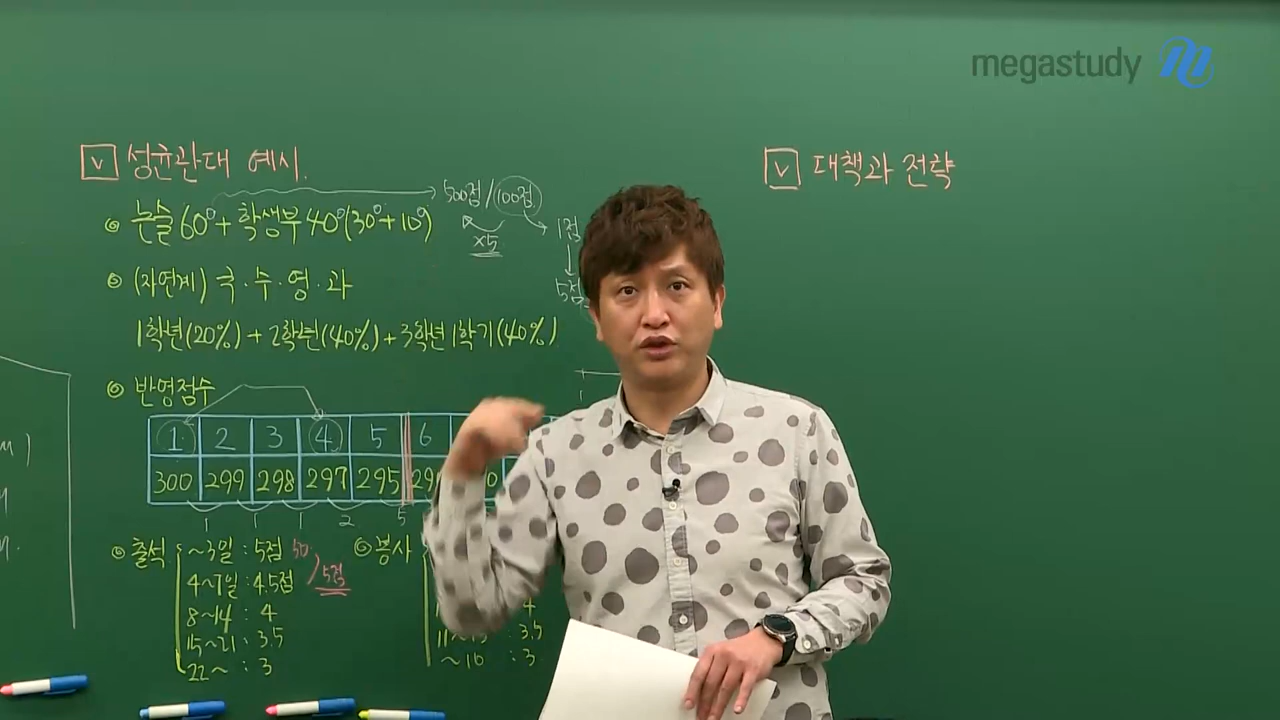 megastudy
v 성균관대 예시.
◎ 논술 60% + 학생부 40%(30%+10%)
500점/100점
×5
1점
5점
◎ (자연계) 국·수·영·과
1학년(20%) + 2학년(40%) + 3학년 1학기(40%)
◎ 반영점수
1 2 3 4 5 6
300 299 298 297 295
1 1 1 2 5
◎ 출석 ~3일 : 5점
4~7일 : 4.5점
8~14 : 4
15~21 : 3.5
22~ : 3
50/5점
◎ 봉사
4
: 3.5
~10 : 3
v 대책과 전략